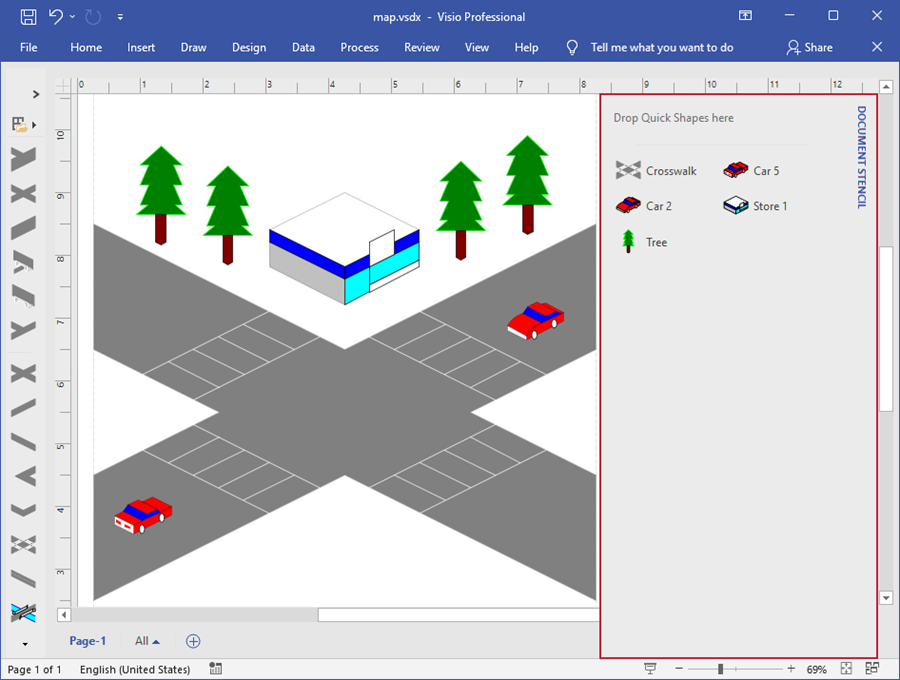 map.vsdx - Visio Professional
File Home Insert Draw Design Data Process Review View Help Tell me what you want to do Share
0 1 2 3 4 5 6 7 8 9 10 11 12
10
9
8
7
6
5
4
3
Drop Quick Shapes here
DOCUMENT STENCIL
Crosswalk Car 5
Car 2 Store 1
Tree
Page-1 All
Page 1 of 1 English (United States) 69%